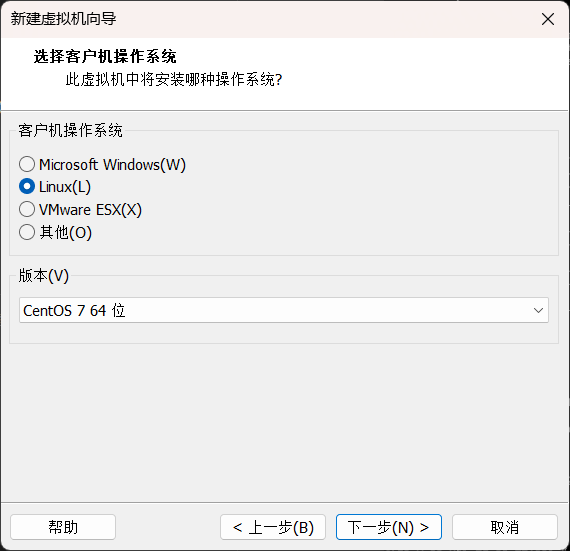 新建虚拟机向导
选择客户机操作系统
此虚拟机中将安装哪种操作系统?
客户机操作系统
Microsoft Windows(W)
Linux(L)
VMware ESX(X)
其他(O)
版本(V)
CentOS 7 64 位
帮助
< 上一步(B)
下一步(N) >
取消